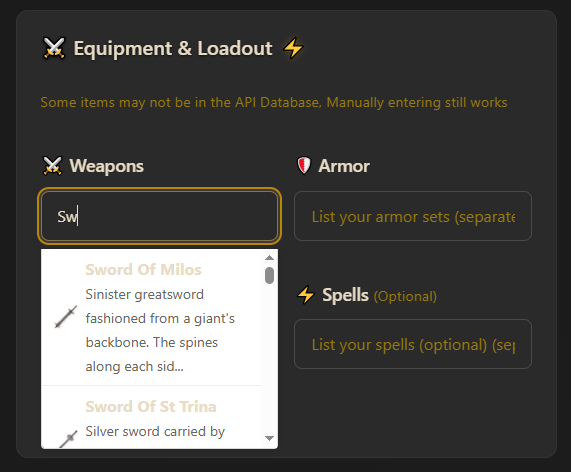 Equipment & Loadout
Some items may not be in the API Database, Manually entering still works
Weapons
Armor
Sw
List your armor sets (separate
Sword Of Milos
Sinister greatsword
fashioned from a giant's
backbone. The spines
along each sid...
Spells (Optional)
List your spells (optional) (sep
Sword Of St Trina
Silver sword carried by